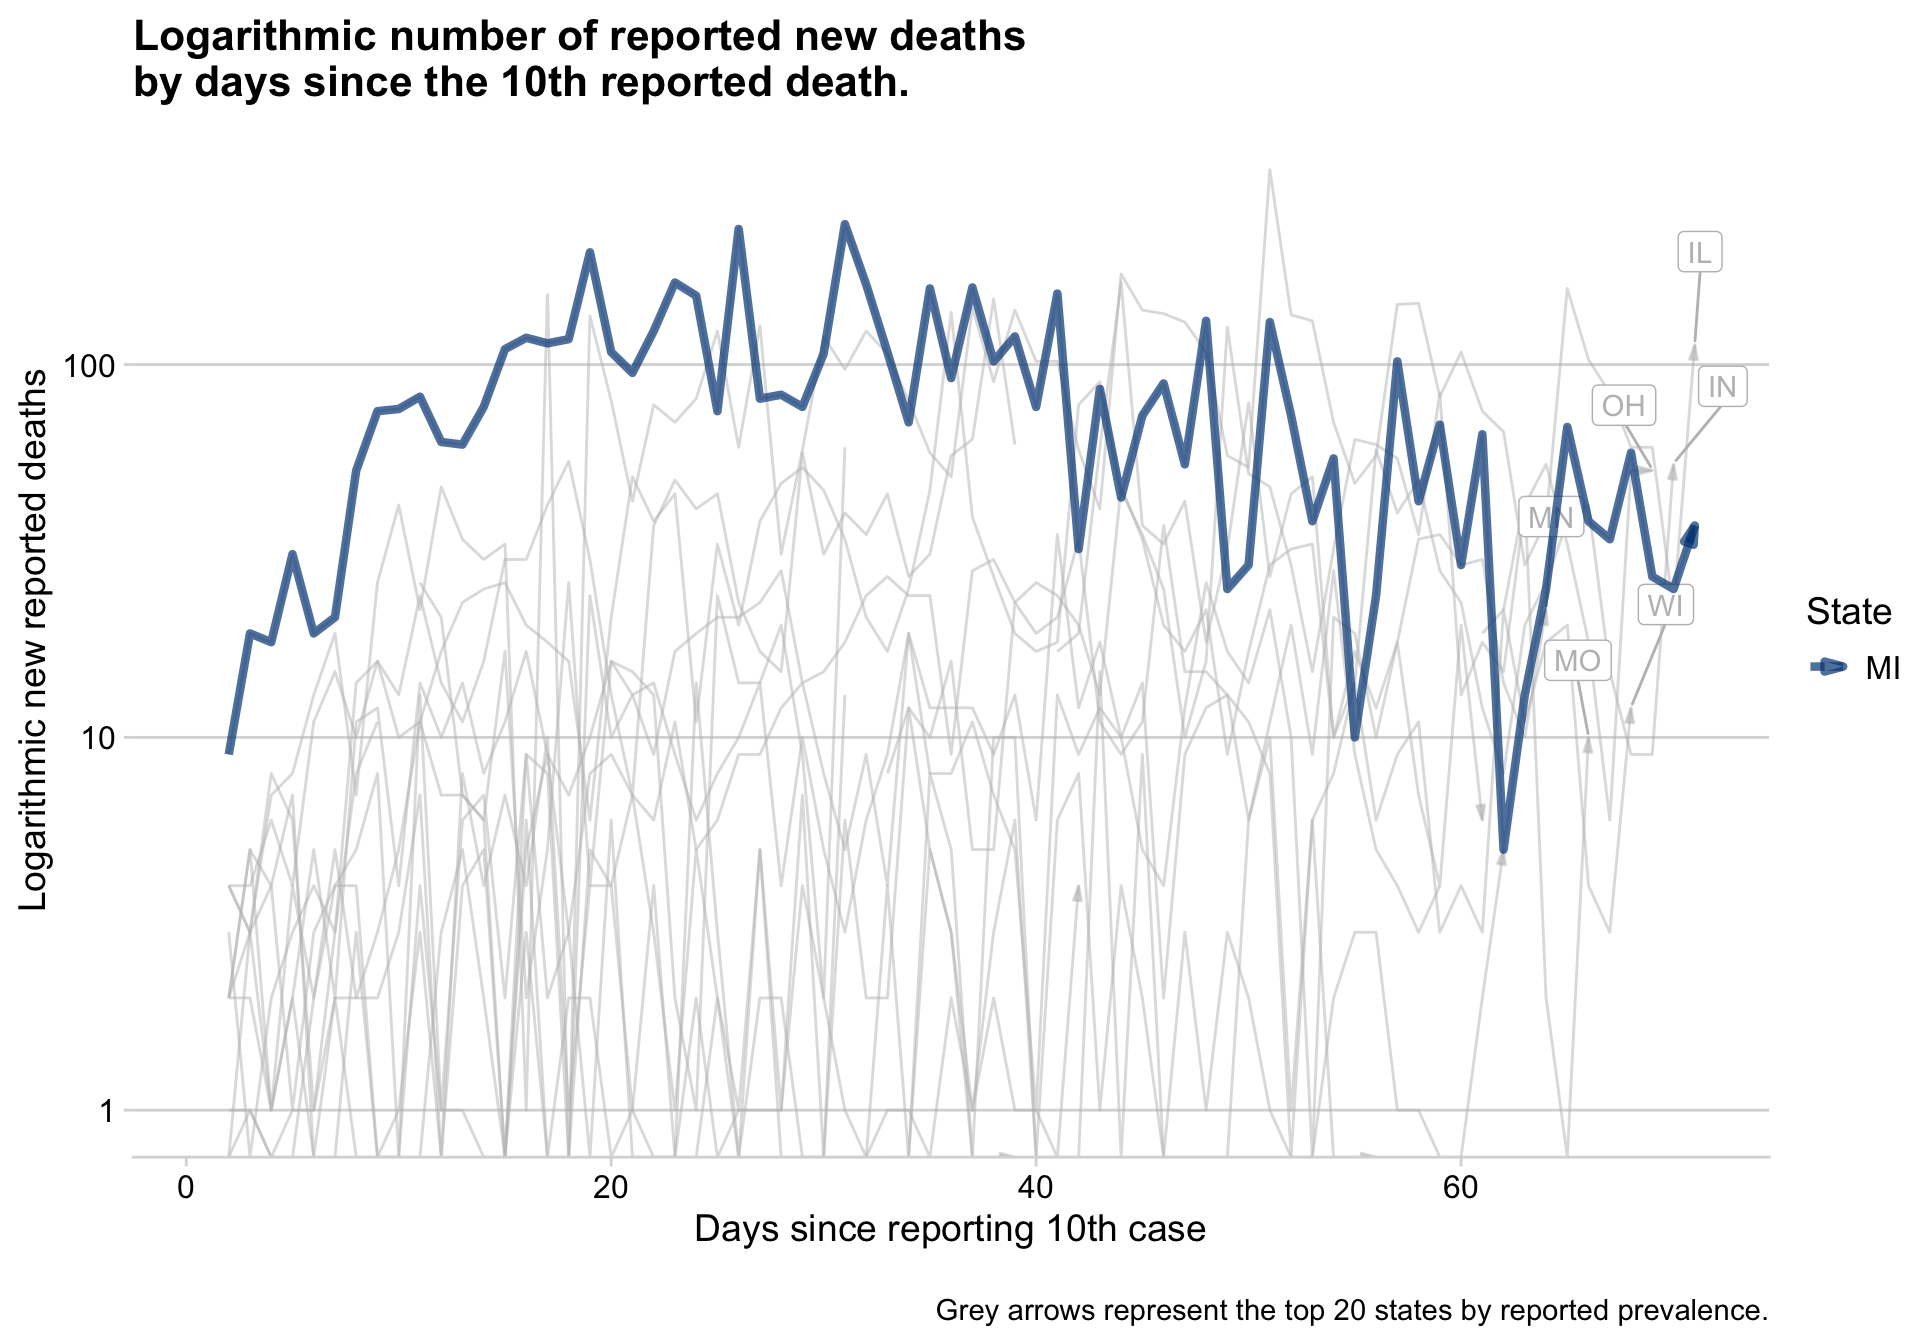 Logarithmic number of reported new deaths
by days since the 10th reported death.
Logarithmic new reported deaths
100
10
1
IL
IN
OH
MN
WI
MO
State
MI
0 20 40 60
Days since reporting 10th case
Grey arrows represent the top 20 states by reported prevalence.